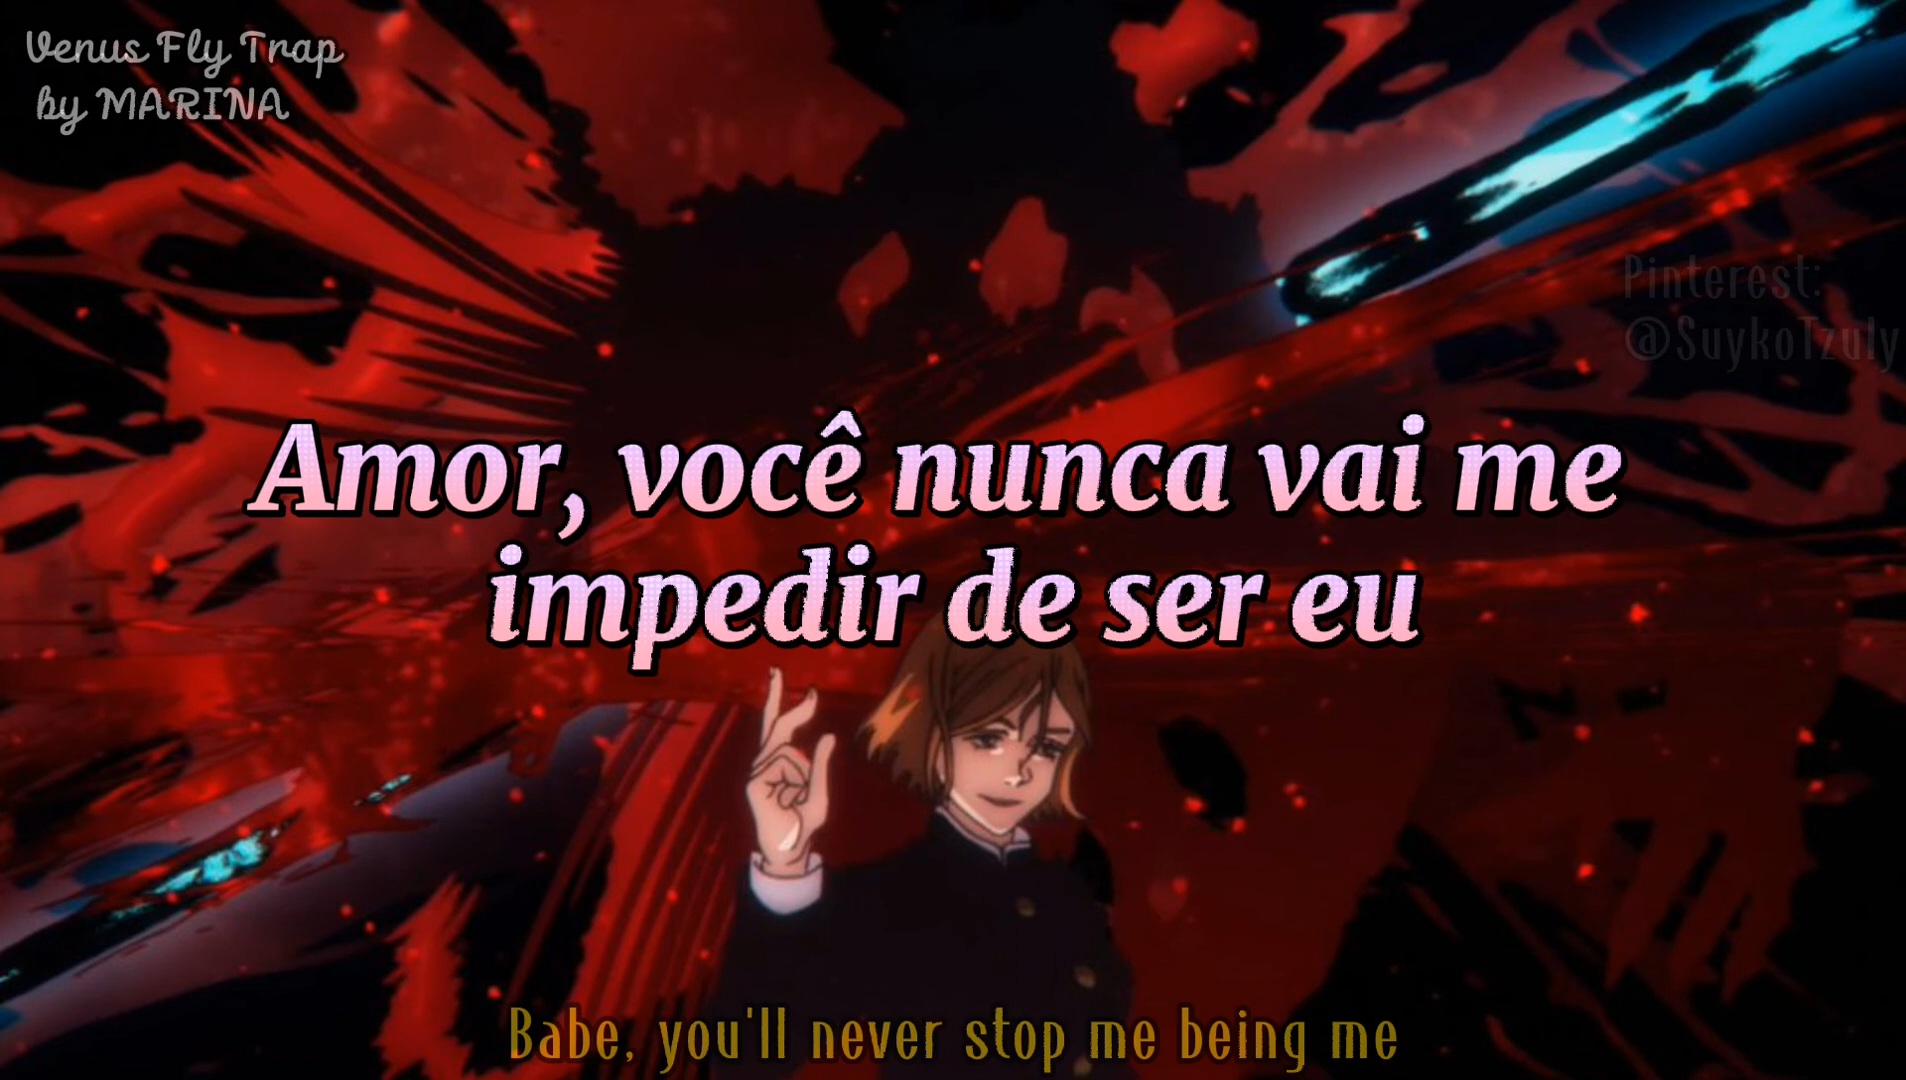 Venus Fly Trap
by MARINA
Pinterest:
@SuykoTzuly
Amor, você nunca vai me
impedir de ser eu
Babe, you'll never stop me being me